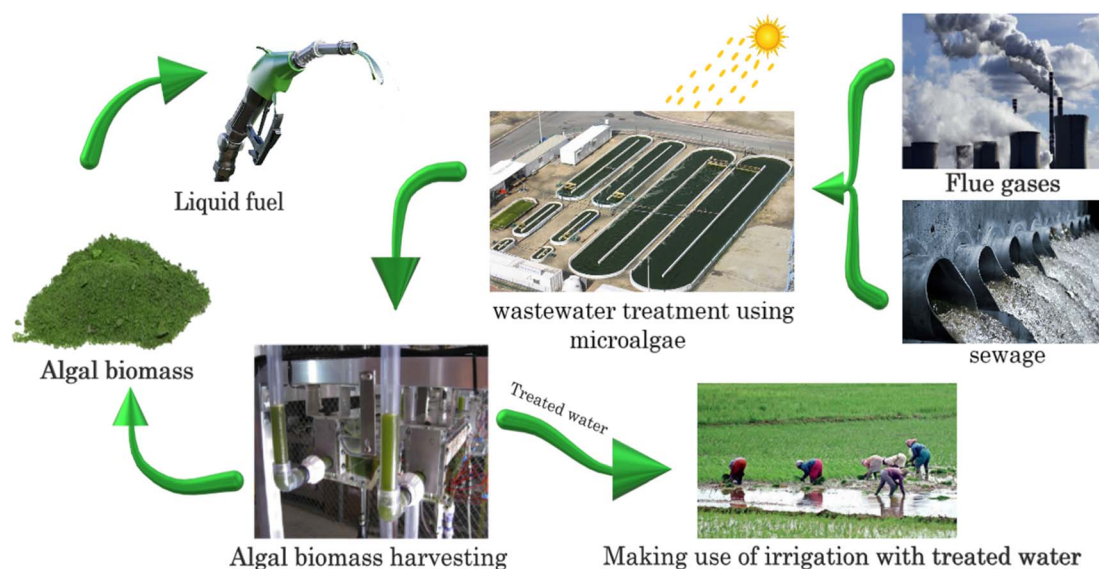 Liquid fuel
Flue gases
wastewater treatment using
microalgae
sewage
Algal biomass
Treated water
Algal biomass harvesting
Making use of irrigation with treated water